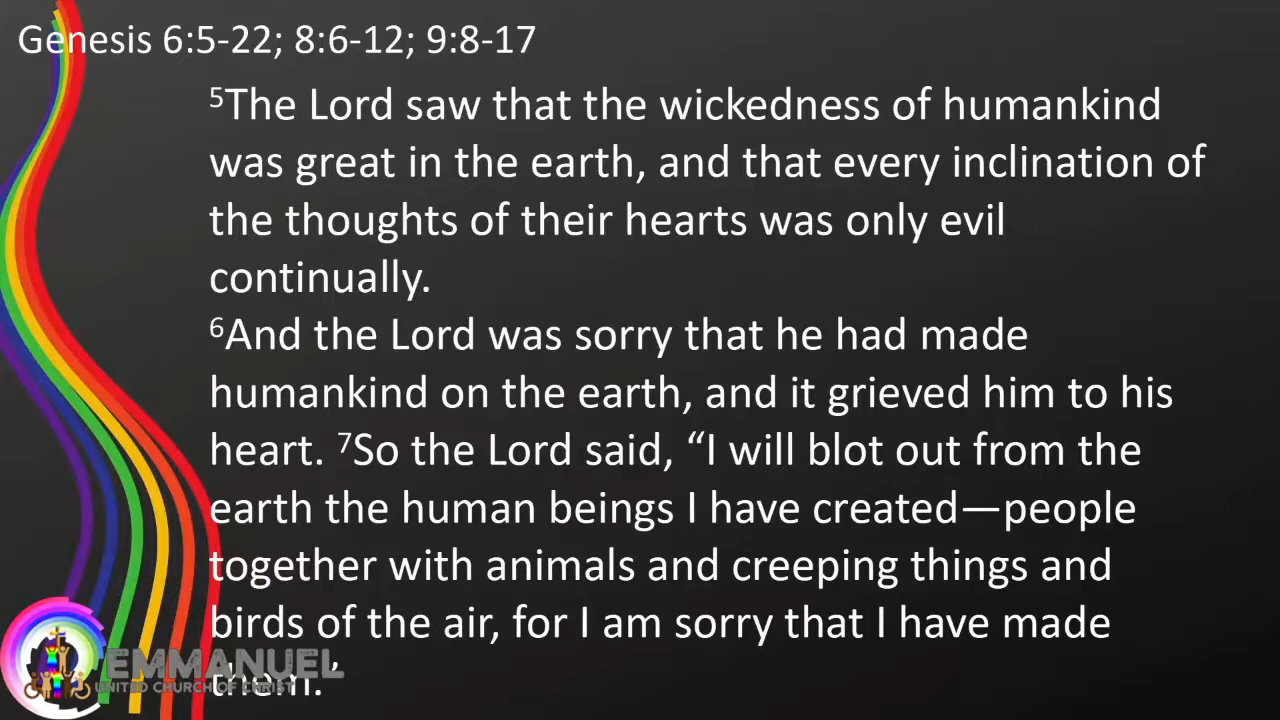 Genesis 6:5-22; 8:6-12; 9:8-17
⁵The Lord saw that the wickedness of humankind
was great in the earth, and that every inclination of
the thoughts of their hearts was only evil
continually.
⁶And the Lord was sorry that he had made
humankind on the earth, and it grieved him to his
heart. ⁷So the Lord said, “I will blot out from the
earth the human beings I have created—people
together with animals and creeping things and
birds of the air, for I am sorry that I have made
them.”
EMMANUEL
UNITED CHURCH OF CHRIST